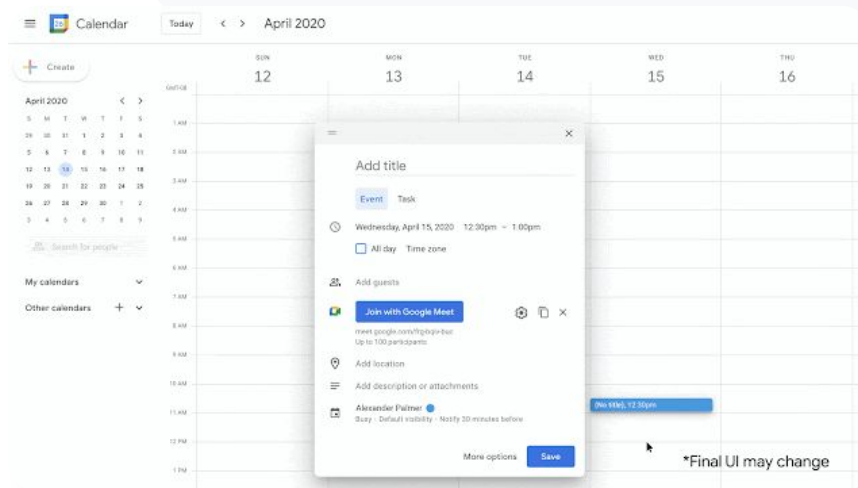 Calendar
Today
April 2020
Create
SUN
MON
TUE
WED
THU
12
13
14
15
16
April 2020
S M T W T F S
29 30 31 1 2 3 4
5 6 7 8 9 10 11
12 13 14 15 16 17 18
19 20 21 22 23 24 25
26 27 28 29 30 1 2
3 4 5 6 7 8 9
Search for people
My calendars
Other calendars
1 AM
2 AM
3 AM
4 AM
5 AM
6 AM
7 AM
8 AM
9 AM
10 AM
11 AM
12 PM
1 PM
Add title
Event Task
Wednesday, April 15, 2020 12:30pm – 1:00pm
All day Time zone
Add guests
Join with Google Meet
Up to 100 participants
Add location
Add description or attachments
Alexander Palmer
Busy · Default visibility · Notify 30 minutes before
More options
Save
(No title), 12:30pm
*Final UI may change